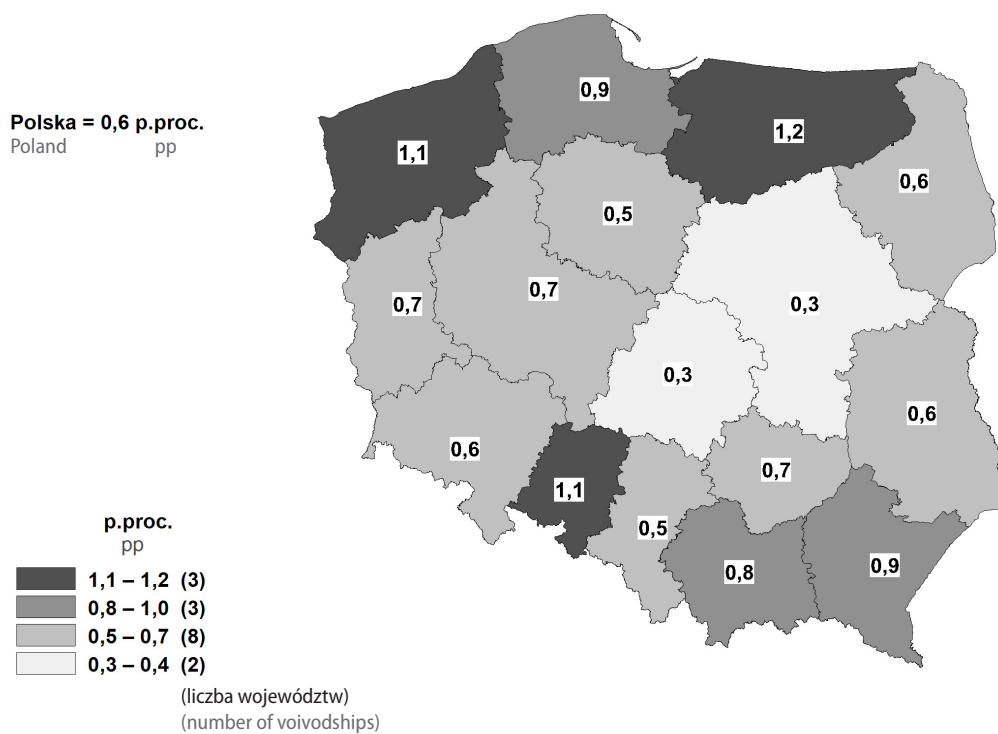 Polska = 0,6 p.proc.
Poland pp
0,9
1,1
1,2
0,6
0,5
0,7
0,7
0,3
0,3
0,6
0,6
0,7
1,1
0,5
0,8
0,9
p.proc.
pp
1,1 – 1,2 (3)
0,8 – 1,0 (3)
0,5 – 0,7 (8)
0,3 – 0,4 (2)
(liczba województw)
(number of voivodships)